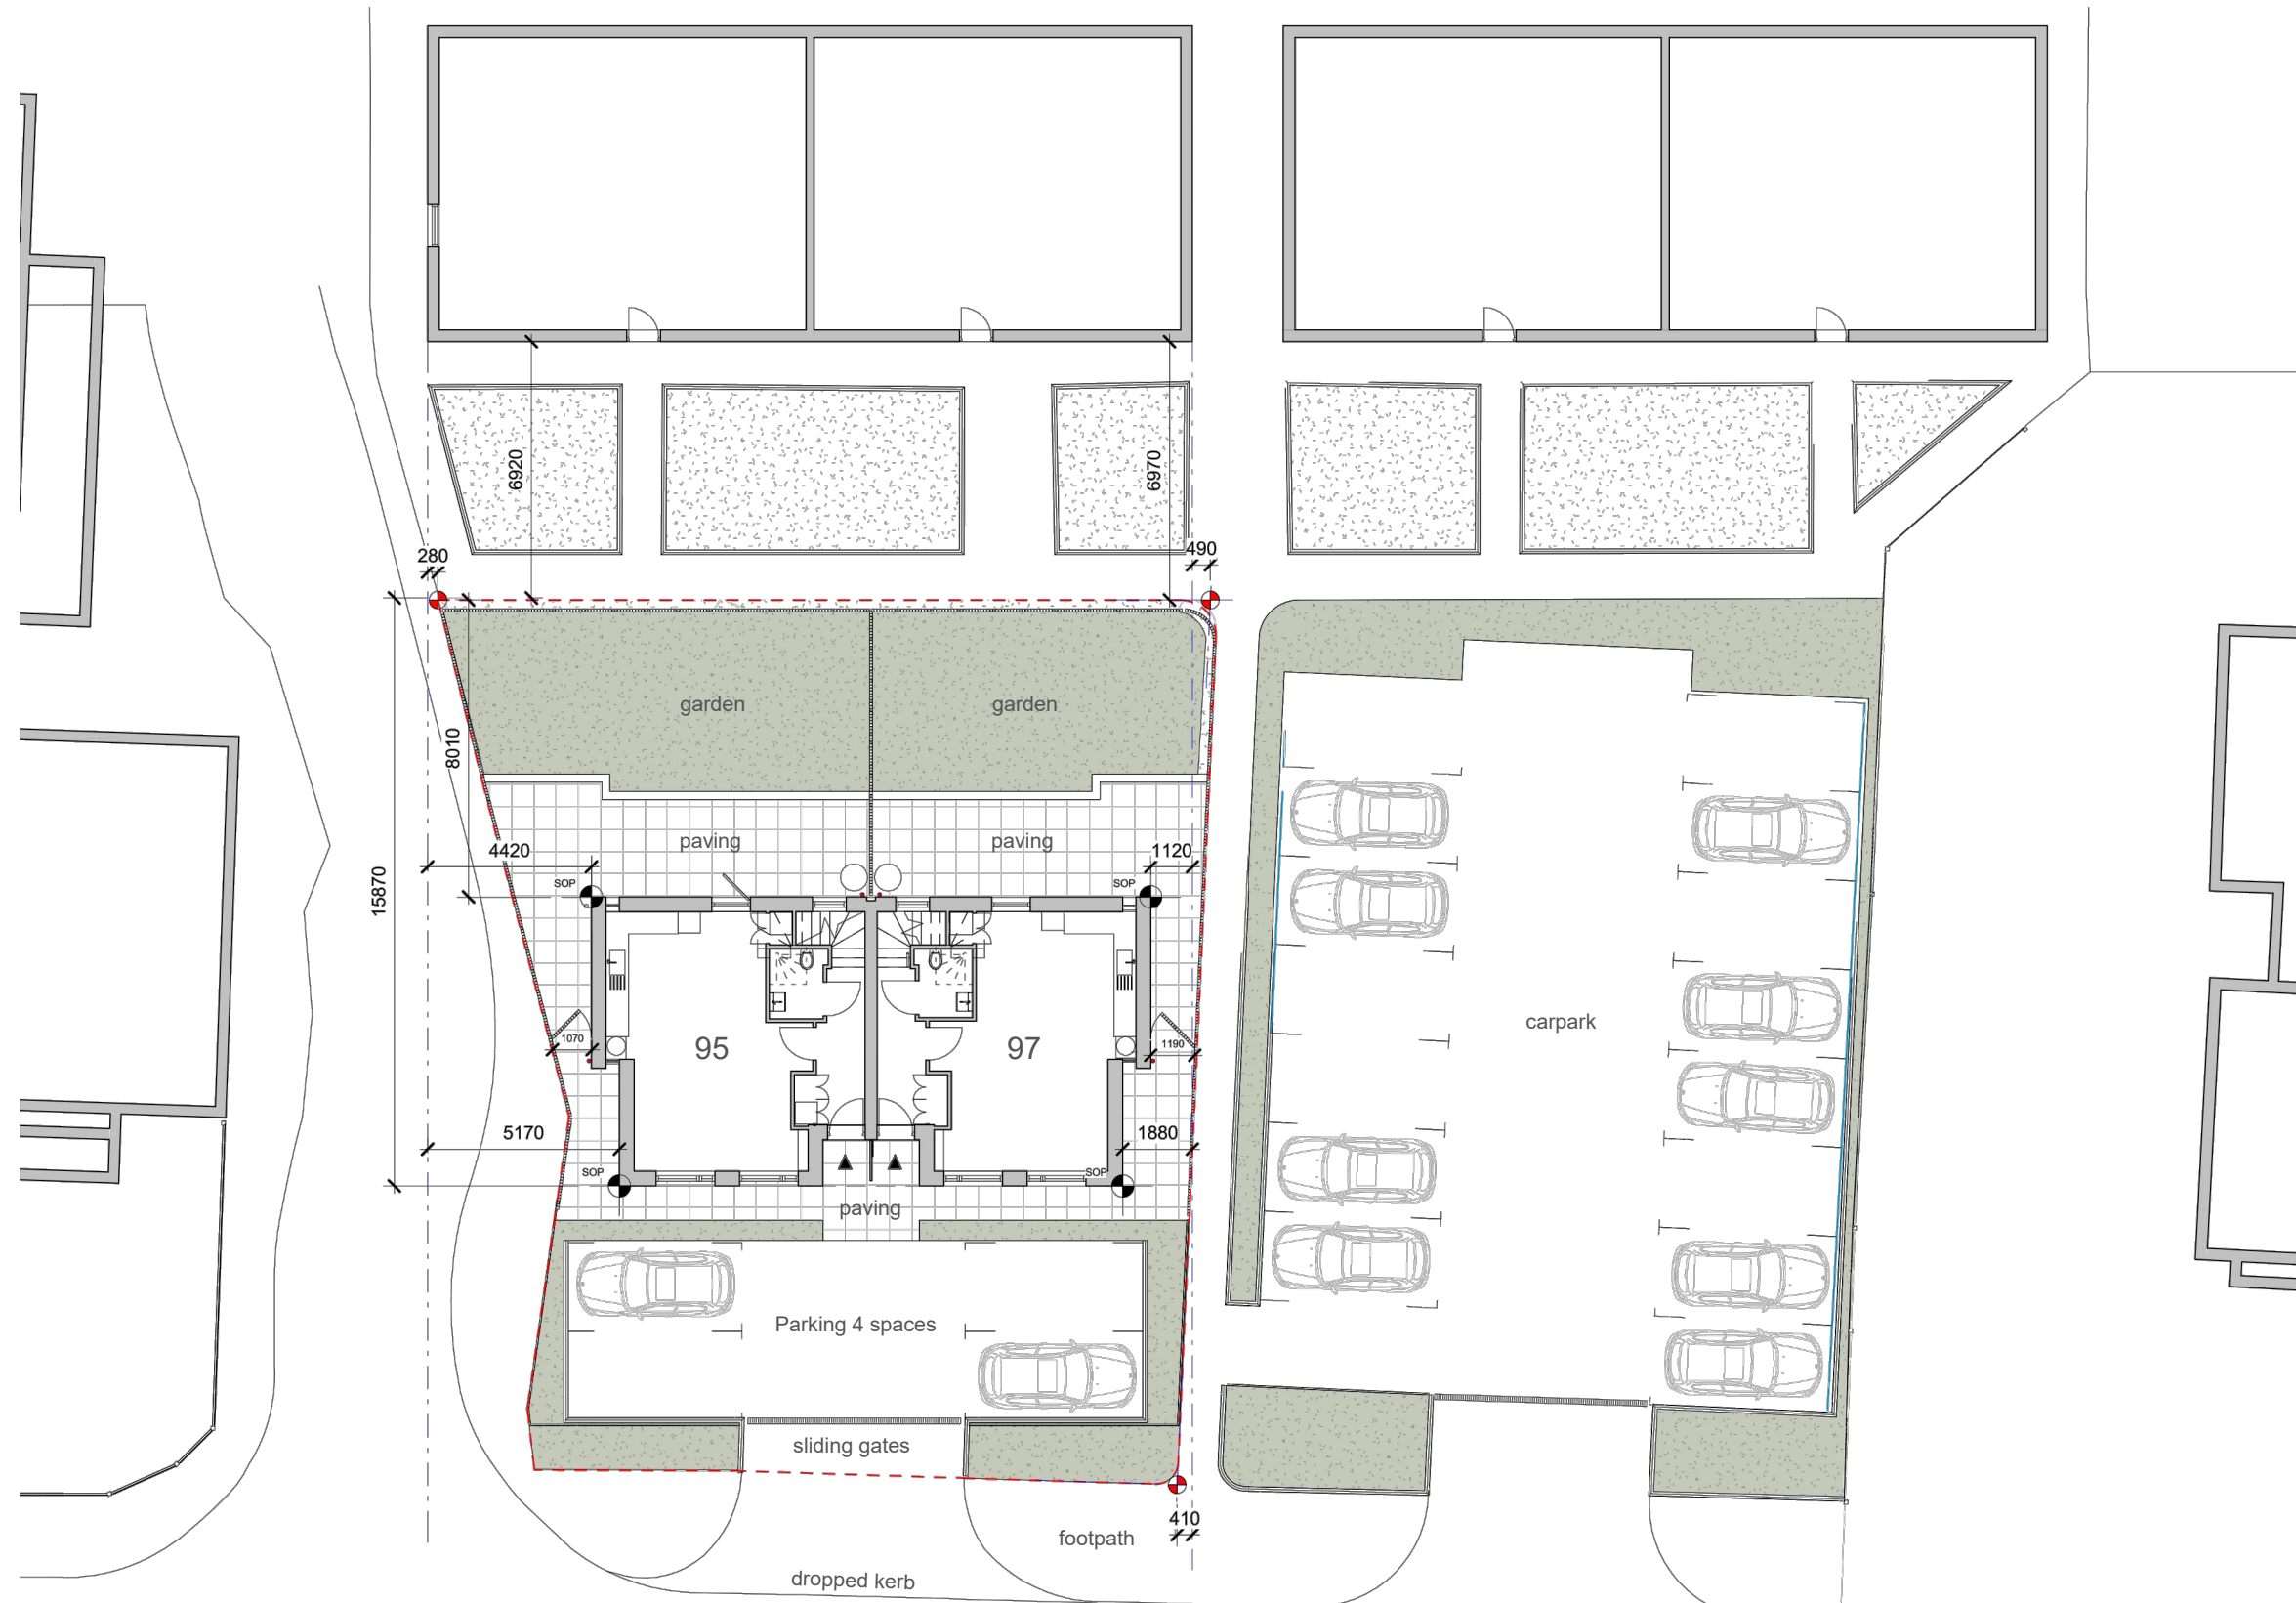 6920
6970
280
490
garden
garden
8010
15870
paving
paving
4420
1120
SOP
SOP
1070
95
97
1190
carpark
5170
1880
SOP
SOP
paving
Parking 4 spaces
sliding gates
410
footpath
dropped kerb